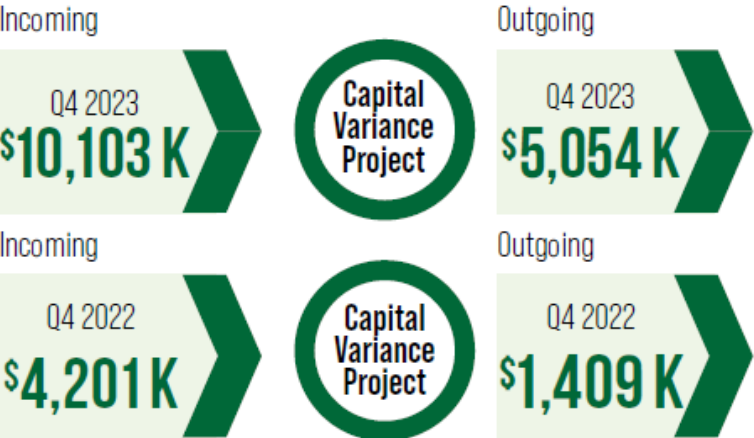 Incoming
Outgoing
Q4 2023
$10,103 K
Capital
Variance
Project
Q4 2023
$5,054 K
Incoming
Outgoing
Q4 2022
$4,201 K
Capital
Variance
Project
Q4 2022
$1,409 K